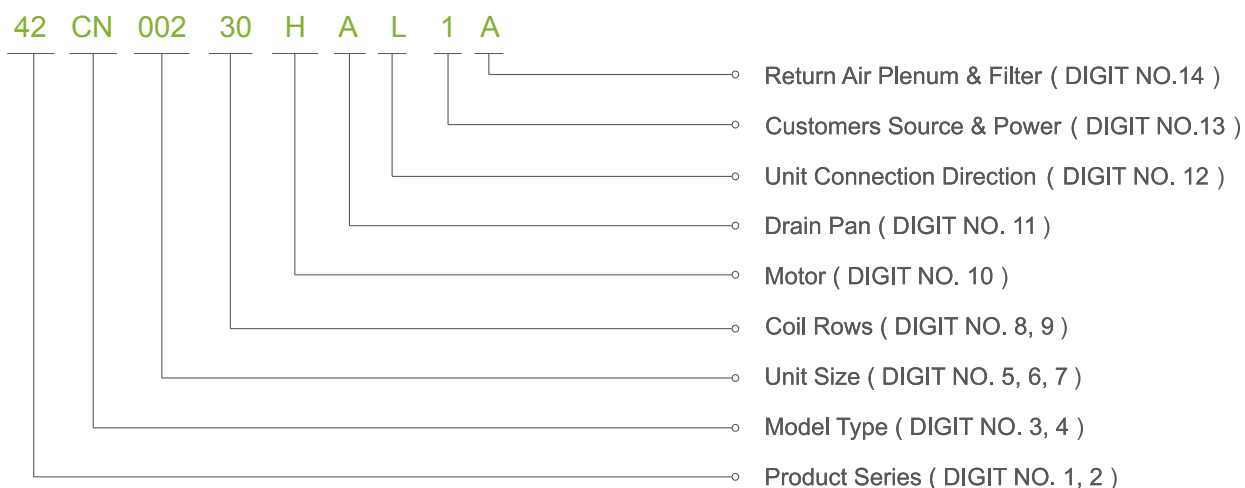 42 CN 002 30 H A L 1 A
Return Air Plenum & Filter ( DIGIT NO.14 )
Customers Source & Power ( DIGIT NO.13 )
Unit Connection Direction ( DIGIT NO. 12 )
Drain Pan ( DIGIT NO. 11 )
Motor ( DIGIT NO. 10 )
Coil Rows ( DIGIT NO. 8, 9 )
Unit Size ( DIGIT NO. 5, 6, 7 )
Model Type ( DIGIT NO. 3, 4 )
Product Series ( DIGIT NO. 1, 2 )